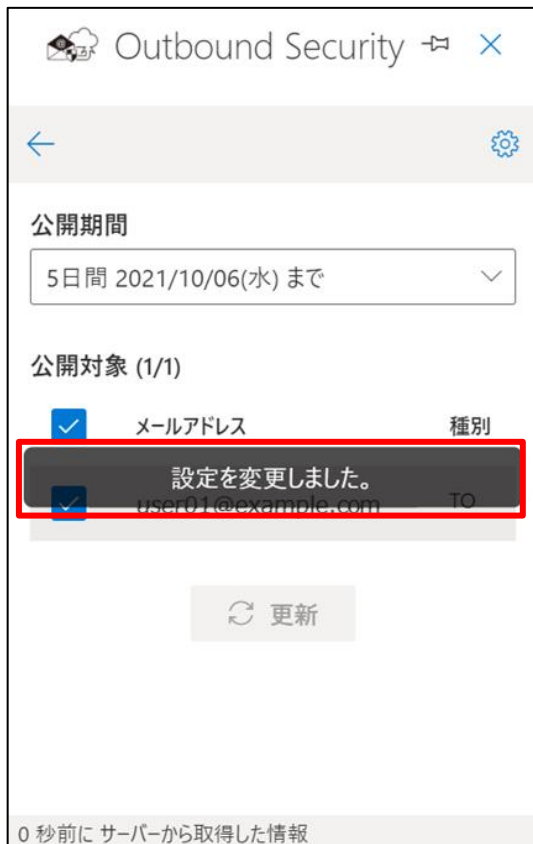 Outbound Security
公開期間
5日間 2021/10/06(水) まで
公開対象 (1/1)
メールアドレス 種別
設定を変更しました。
user01@example.com TO
更新
0 秒前に サーバーから取得した情報